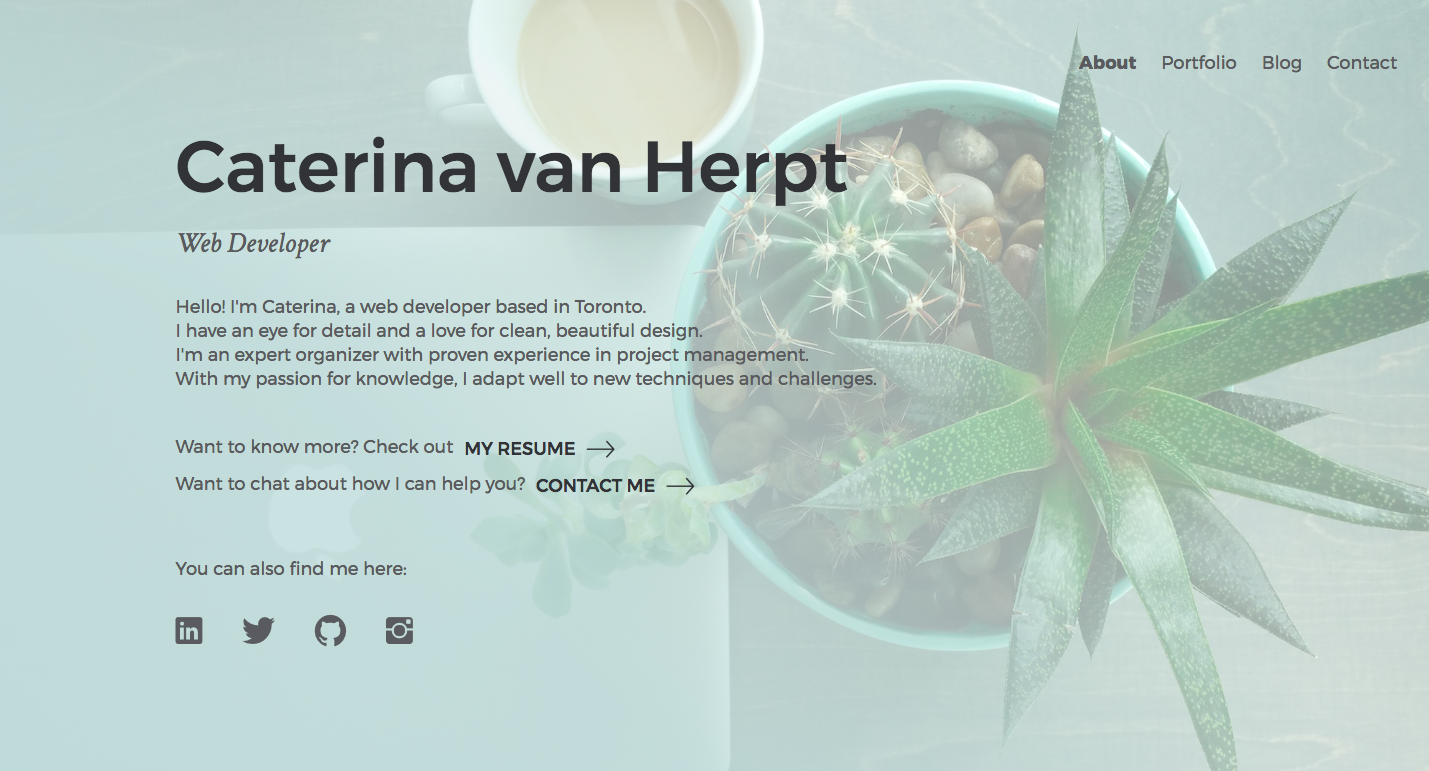 About Portfolio Blog Contact
Caterina van Herpt
Web Developer
Hello! I'm Caterina, a web developer based in Toronto.
I have an eye for detail and a love for clean, beautiful design.
I'm an expert organizer with proven experience in project management.
With my passion for knowledge, I adapt well to new techniques and challenges.
Want to know more? Check out MY RESUME
Want to chat about how I can help you? CONTACT ME
You can also find me here:
in